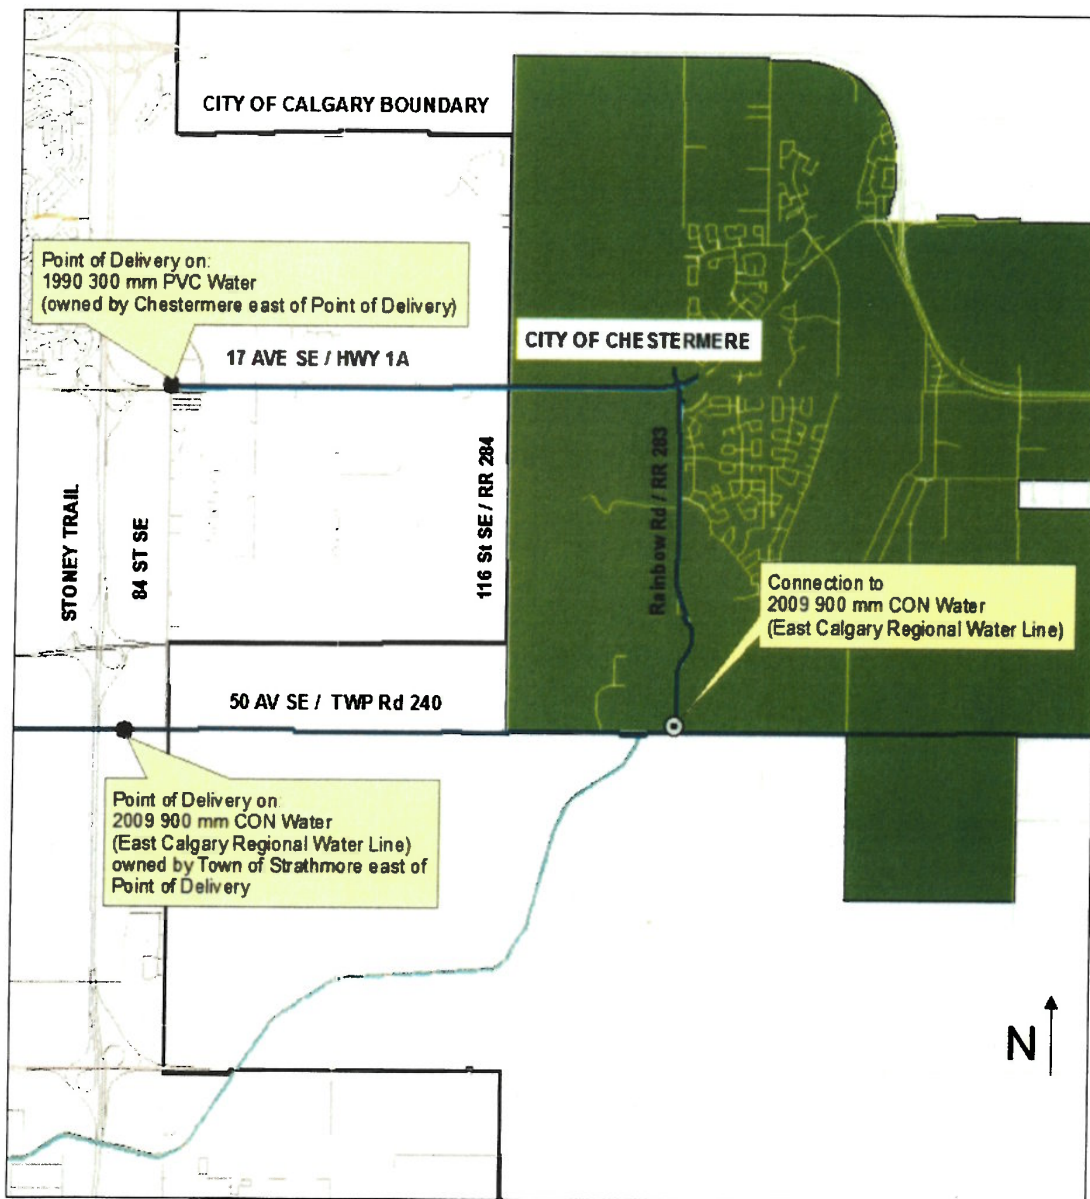 CITY OF CALGARY BOUNDARY
Point of Delivery on:
1990 300 mm PVC Water
(owned by Chestermere east of Point of Delivery)
17 AVE SE / HWY 1A
CITY OF CHESTERMERE
STONEY TRAIL
84 ST SE
116 St SE / RR 284
Rainbow Rd / RR 283
Connection to
2009 900 mm CON Water
(East Calgary Regional Water Line)
50 AV SE / TWP Rd 240
Point of Delivery on:
2009 900 mm CON Water
(East Calgary Regional Water Line)
owned by Town of Strathmore east of
Point of Delivery
N